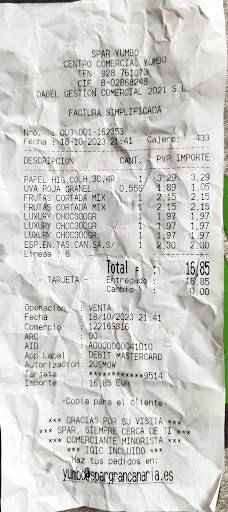 SPAR YUMBO
CENTRO COMERCIAL YUMBO
TFN: 928 761073
CIF: B-02868248
DABEL GESTION COMERCIAL 2021 S.L.
FACTURA SIMPLIFICADA
Nro. : 003\001-162353
Fecha : 18-10-2023 21:41 Cajero: 433
DESCRIPCION CANT. PVP IMPORTE
PAPEL HIG.COLH.3C.4R 1 3,29 3,29
UVA ROJA GRANEL 0,556 1,89 1,05
FRUTAS CORTADA MIX 1 2,15 2,15
FRUTAS CORTADA MIX 1 2,15 2,15
LUXURY CHOC300GR 1 1,97 1,97
LUXURY CHOC300GR 1 1,97 1,97
LUXURY CHOC300GR 1 1,97 1,97
ESP.EN.TAS.CAN.SA.S/ 1 2,30 2,30
Líneas : 8
Total : 16,85
- TARJETA - Entregado : 16,85
Cambio : 0,00
Operacion : VENTA
Fecha : 18/10/2023 21:41
Comercio : 122163816
ARC : 00
AID : A0000000041010
App Label : DEBIT MASTERCARD
Autorizacion: 2USMOW
Tarjeta : ************9514
Importe : 16,85 EUR
-Copia para el cliente-
*** GRACIAS POR SU VISITA ***
*** SPAR, SIEMPRE CERCA DE TI ***
*** COMERCIANTE MINORISTA ***
*** IGIC INCLUIDO ***
Haz tus pedidos en:
yumbo@spargrancanaria.es